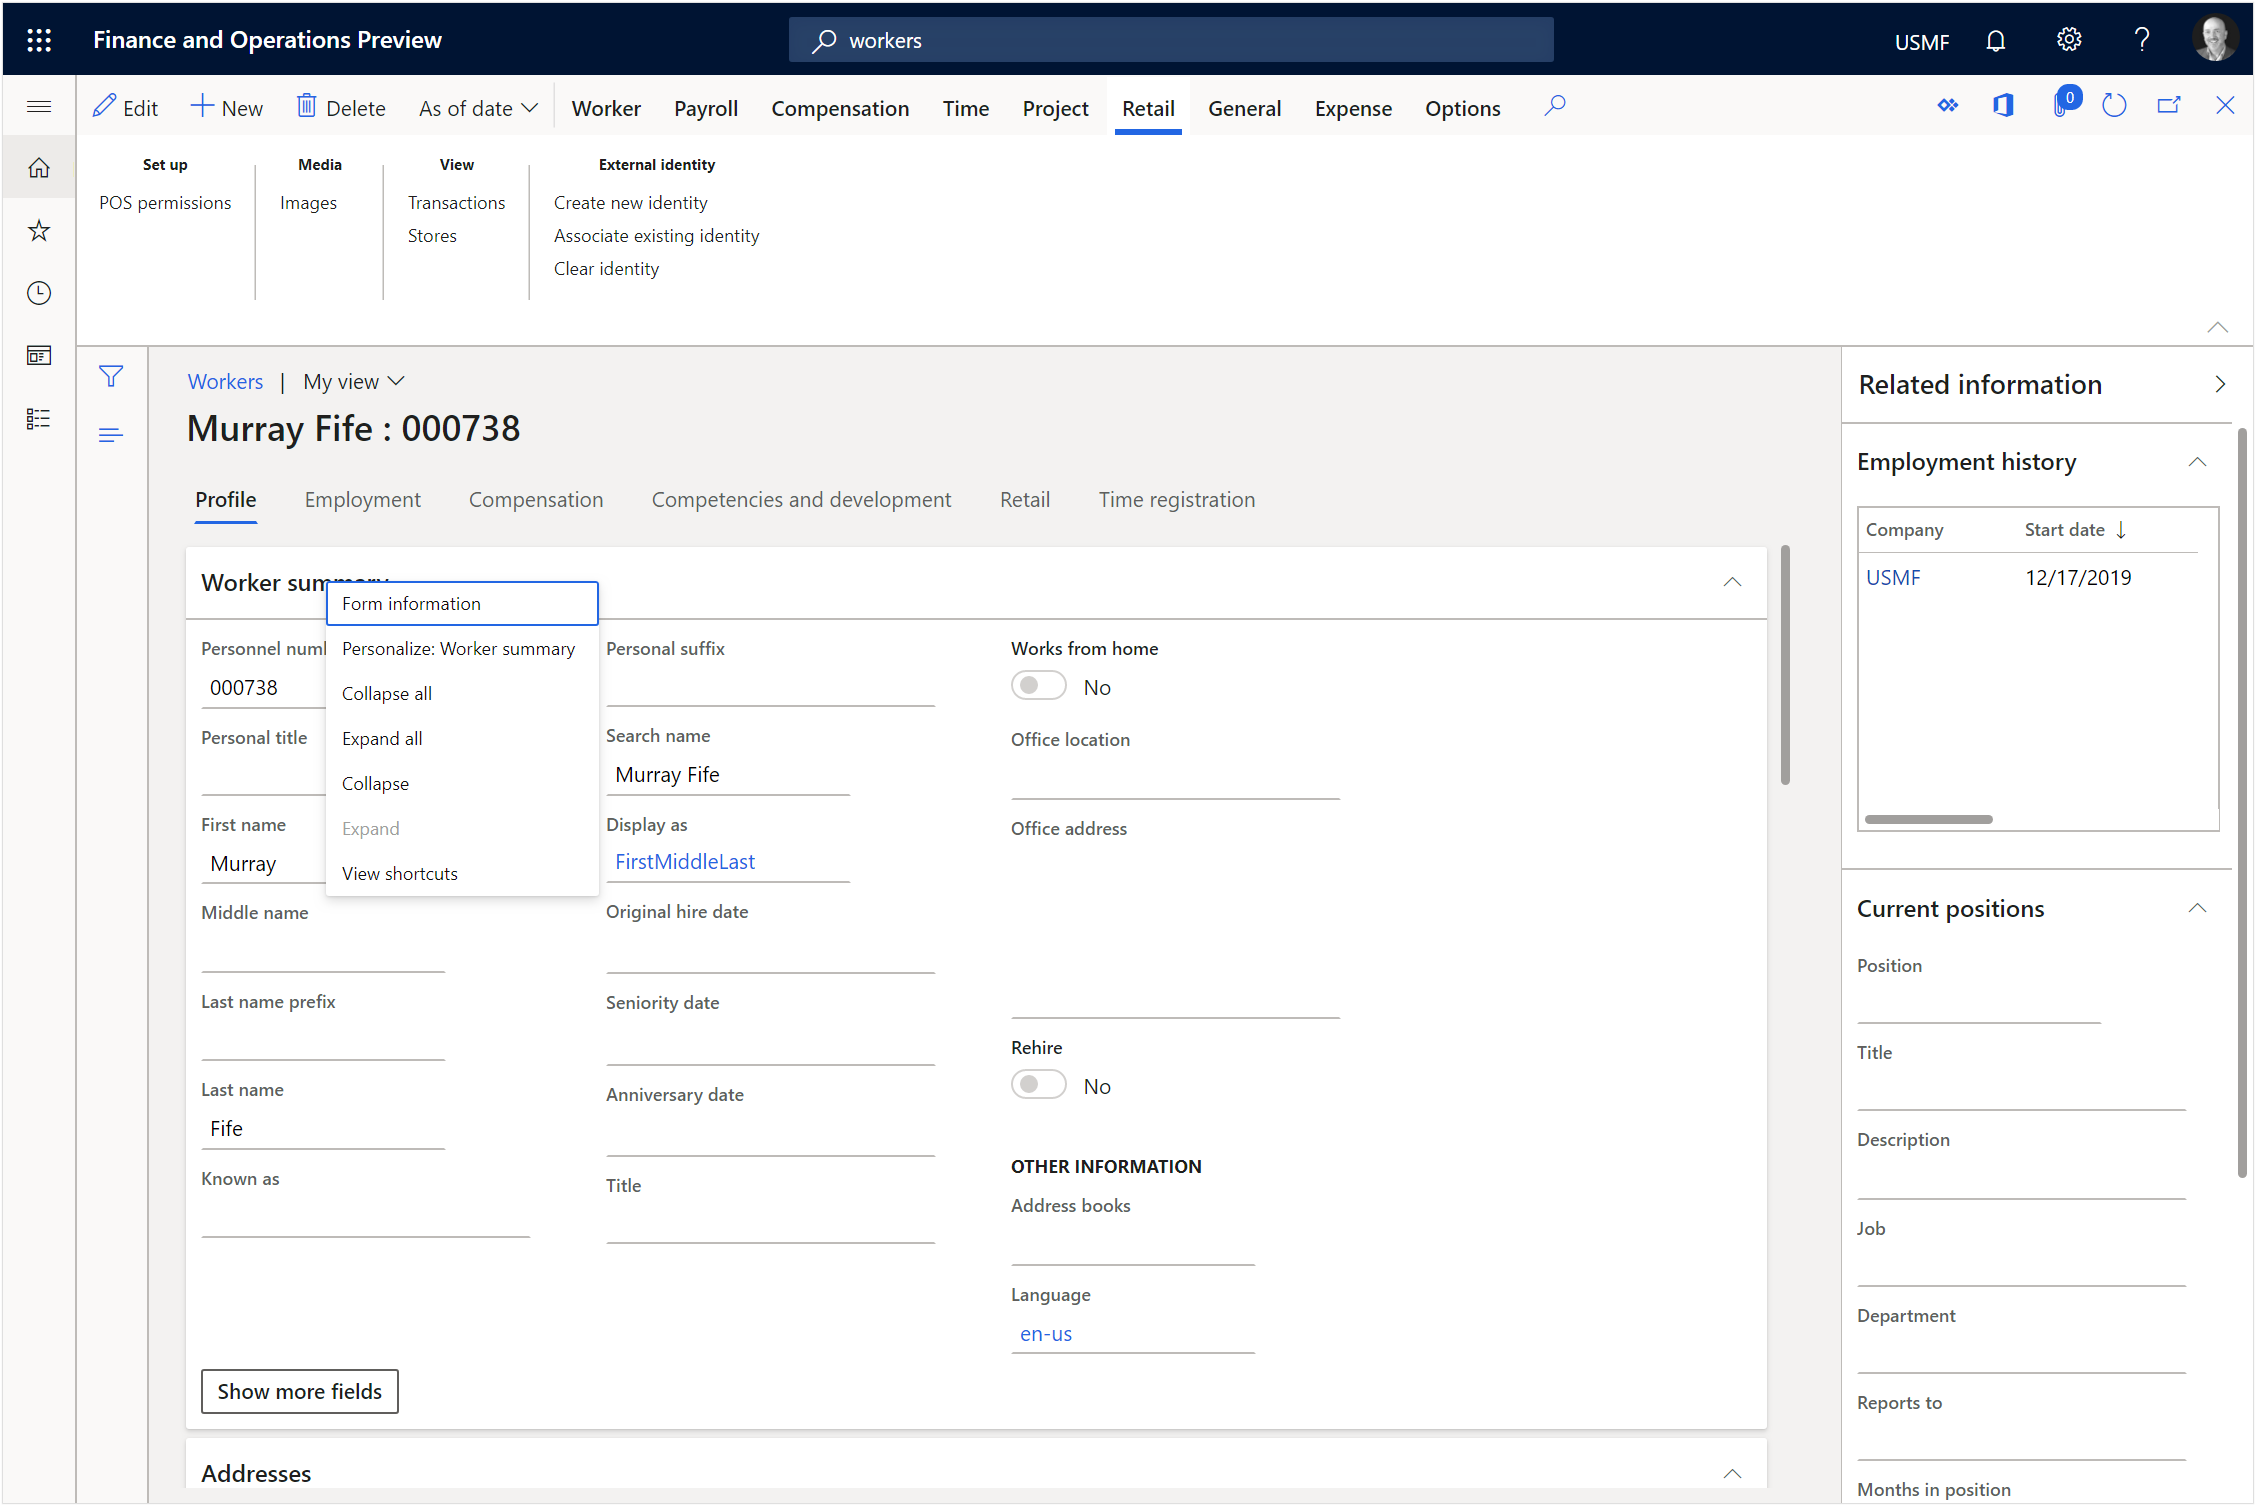 Finance and Operations Preview
workers
USMF
?
Edit
New
Delete
As of date
Worker
Payroll
Compensation
Time
Project
Retail
General
Expense
Options
0
Set up
POS permissions
Media
Images
View
Transactions
Stores
External identity
Create new identity
Associate existing identity
Clear identity
Workers | My view
Murray Fife : 000738
Profile
Employment
Compensation
Competencies and development
Retail
Time registration
Worker summary
Form information
Personalize: Worker summary
Collapse all
Expand all
Collapse
Expand
View shortcuts
Personnel numb
000738
Personal title
First name
Murray
Middle name
Last name prefix
Last name
Fife
Known as
Personal suffix
Search name
Murray Fife
Display as
FirstMiddleLast
Original hire date
Seniority date
Anniversary date
Title
Works from home
No
Office location
Office address
Rehire
No
OTHER INFORMATION
Address books
Language
en-us
Show more fields
Addresses
Related information
Employment history
Company Start date
USMF 12/17/2019
Current positions
Position
Title
Description
Job
Department
Reports to
Months in position